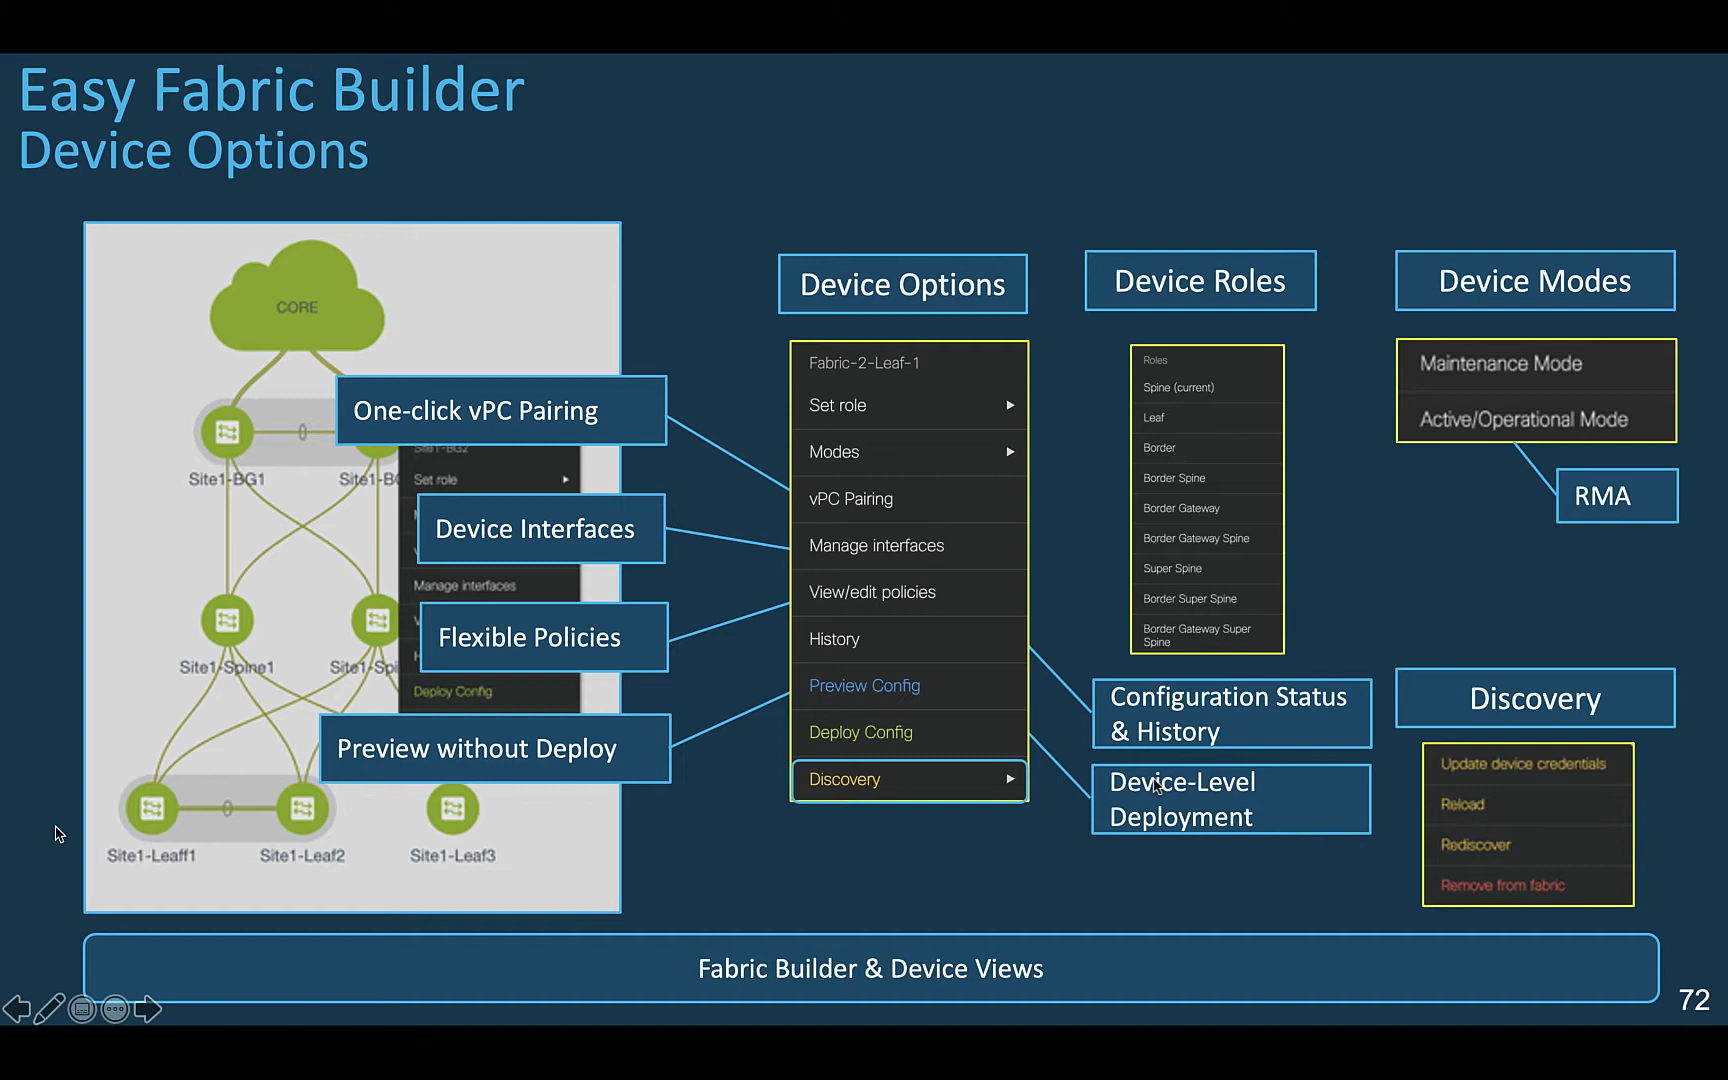 Easy Fabric Builder
Device Options
CORE
Site1-BG1
Site1-BG2
Set role
Manage interfaces
Deploy Config
Site1-Spine1
Site1-Leaff1
Site1-Leaf2
Site1-Leaf3
One-click vPC Pairing
Device Interfaces
Flexible Policies
Preview without Deploy
Device Options
Fabric-2-Leaf-1
Set role
Modes
vPC Pairing
Manage interfaces
View/edit policies
History
Preview Config
Deploy Config
Discovery
Device Roles
Roles
Spine (current)
Leaf
Border
Border Spine
Border Gateway
Border Gateway Spine
Super Spine
Border Super Spine
Border Gateway Super
Spine
Configuration Status
& History
Device-Level
Deployment
Device Modes
Maintenance Mode
Active/Operational Mode
RMA
Discovery
Update device credentials
Reload
Rediscover
Remove from fabric
Fabric Builder & Device Views
72